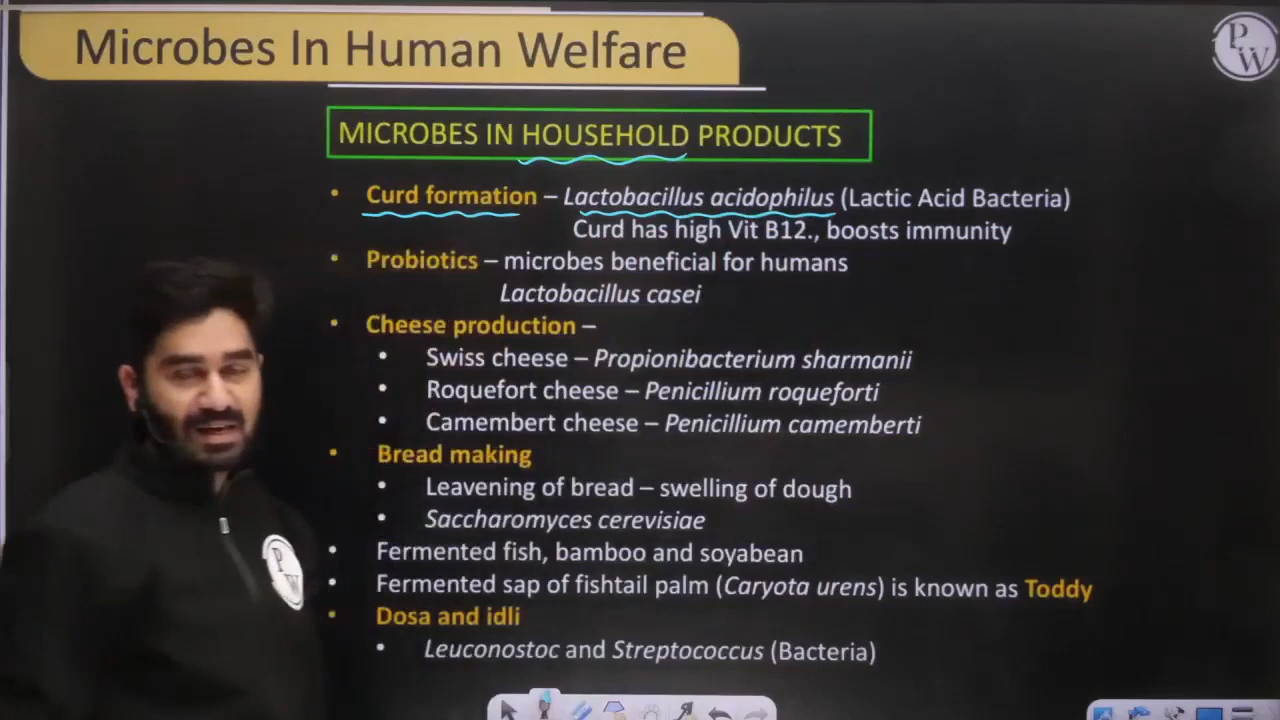 Microbes In Human Welfare
PW
MICROBES IN HOUSEHOLD PRODUCTS
• Curd formation – Lactobacillus acidophilus (Lactic Acid Bacteria)
Curd has high Vit B12., boosts immunity
• Probiotics – microbes beneficial for humans
Lactobacillus casei
• Cheese production –
• Swiss cheese – Propionibacterium sharmanii
• Roquefort cheese – Penicillium roqueforti
• Camembert cheese – Penicillium camemberti
• Bread making
• Leavening of bread – swelling of dough
• Saccharomyces cerevisiae
• Fermented fish, bamboo and soyabean
• Fermented sap of fishtail palm (Caryota urens) is known as Toddy
• Dosa and idli
• Leuconostoc and Streptococcus (Bacteria)
PW